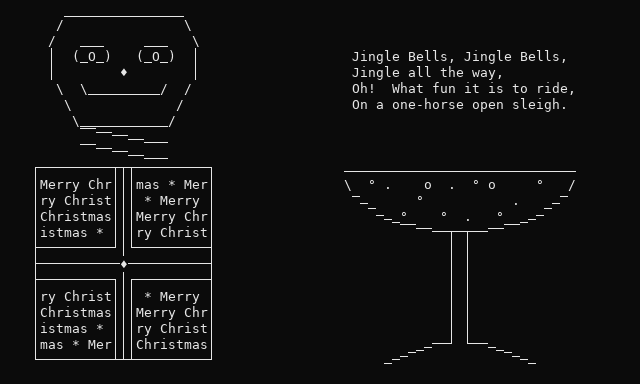 Jingle Bells, Jingle Bells,
Jingle all the way,
Oh!  What fun it is to ride,
On a one-horse open sleigh.
Merry Chr
ry Christ
Christmas
istmas *
mas * Mer
* Merry
Merry Chr
ry Christ
ry Christ
Christmas
istmas *
mas * Mer
* Merry
Merry Chr
ry Christ
Christmas